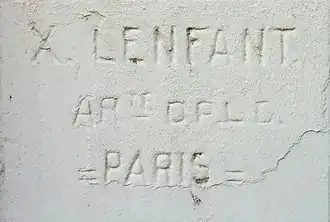 X. LENFANT.
ARTE D.P.L.G.
= PARIS =